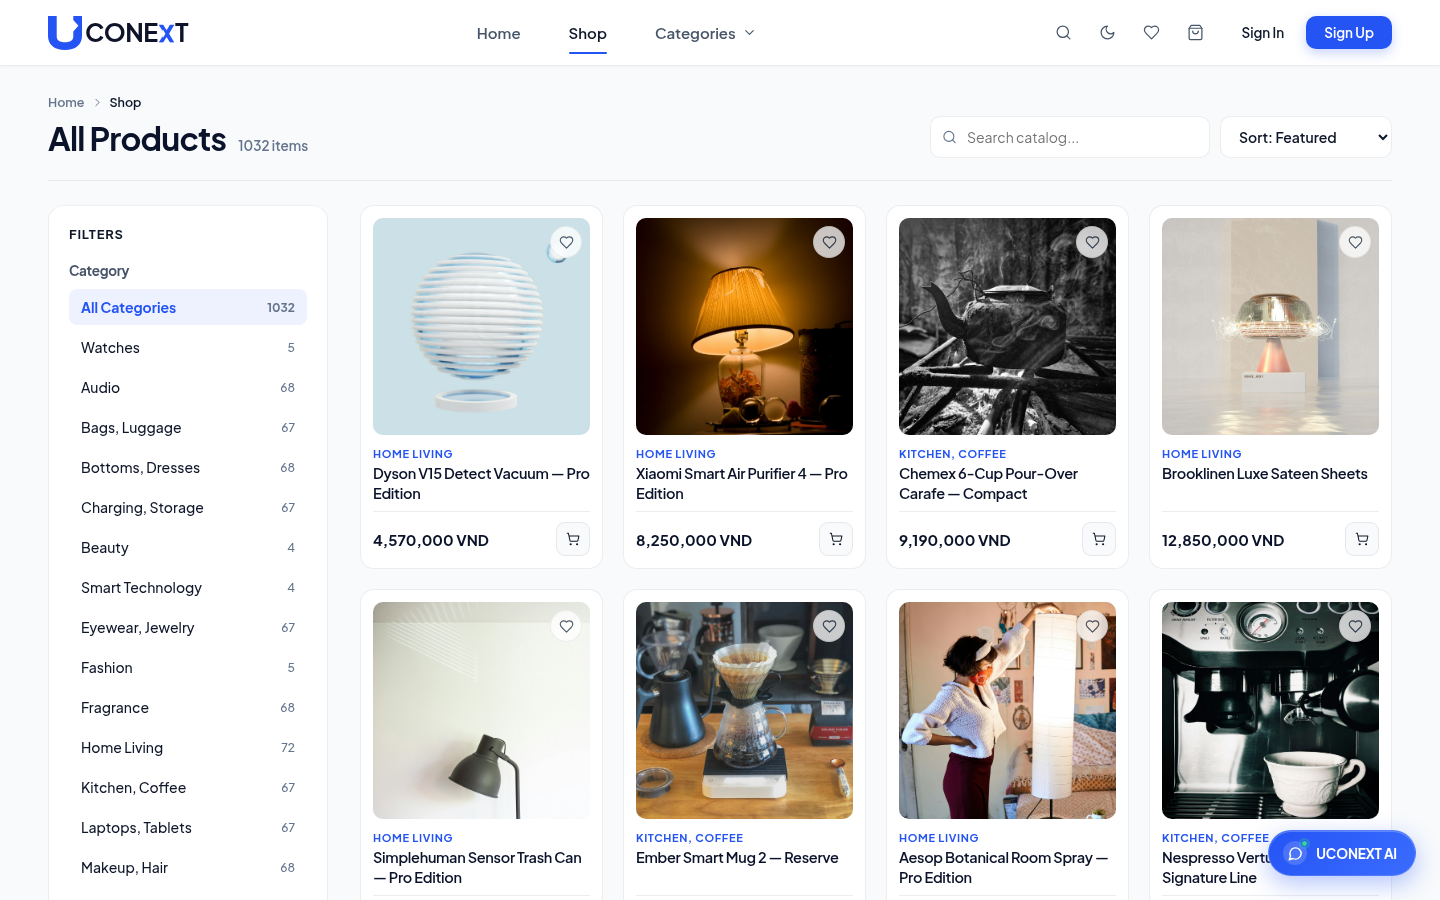 UCONEXT
Home
Shop
Categories
Sign In
Sign Up
Home
Shop
All Products
1032 items
Search catalog...
Sort: Featured
FILTERS
Category
All Categories
1032
Watches
5
Audio
68
Bags, Luggage
67
Bottoms, Dresses
68
Charging, Storage
67
Beauty
4
Smart Technology
4
Eyewear, Jewelry
67
Fashion
5
Fragrance
68
Home Living
72
Kitchen, Coffee
67
Laptops, Tablets
67
Makeup, Hair
68
HOME LIVING
Dyson V15 Detect Vacuum — Pro
Edition
4,570,000 VND
HOME LIVING
Xiaomi Smart Air Purifier 4 — Pro
Edition
8,250,000 VND
KITCHEN, COFFEE
Chemex 6-Cup Pour-Over
Carafe — Compact
9,190,000 VND
HOME LIVING
Brooklinen Luxe Sateen Sheets
12,850,000 VND
HOME LIVING
Simplehuman Sensor Trash Can
— Pro Edition
KITCHEN, COFFEE
Ember Smart Mug 2 — Reserve
HOME LIVING
Aesop Botanical Room Spray —
Pro Edition
KITCHEN, COFFEE
Nespresso
Signature Line
UCONEXT AI